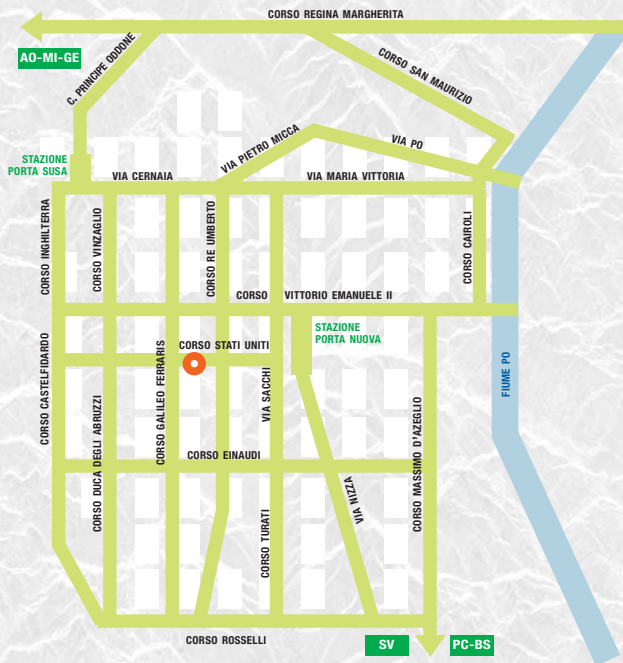 CORSO REGINA MARGHERITA
AO-MI-GE
C. PRINCIPE ODDONE
CORSO SAN MAURIZIO
VIA PIETRO MICCA
VIA PO
STAZIONE
PORTA SUSA
VIA CERNAIA
VIA MARIA VITTORIA
CORSO INGHILTERRA
CORSO VINZAGLIO
CORSO RE UMBERTO
CORSO CAIROLI
CORSO VITTORIO EMANUELE II
STAZIONE
PORTA NUOVA
CORSO STATI UNITI
CORSO CASTELFIDARDO
CORSO GALILEO FERRARIS
VIA SACCHI
FIUME PO
CORSO DUCA DEGLI ABRUZZI
CORSO MASSIMO D'AZEGLIO
CORSO EINAUDI
VIA NIZZA
CORSO TURATI
CORSO ROSSELLI
SV
PC-BS